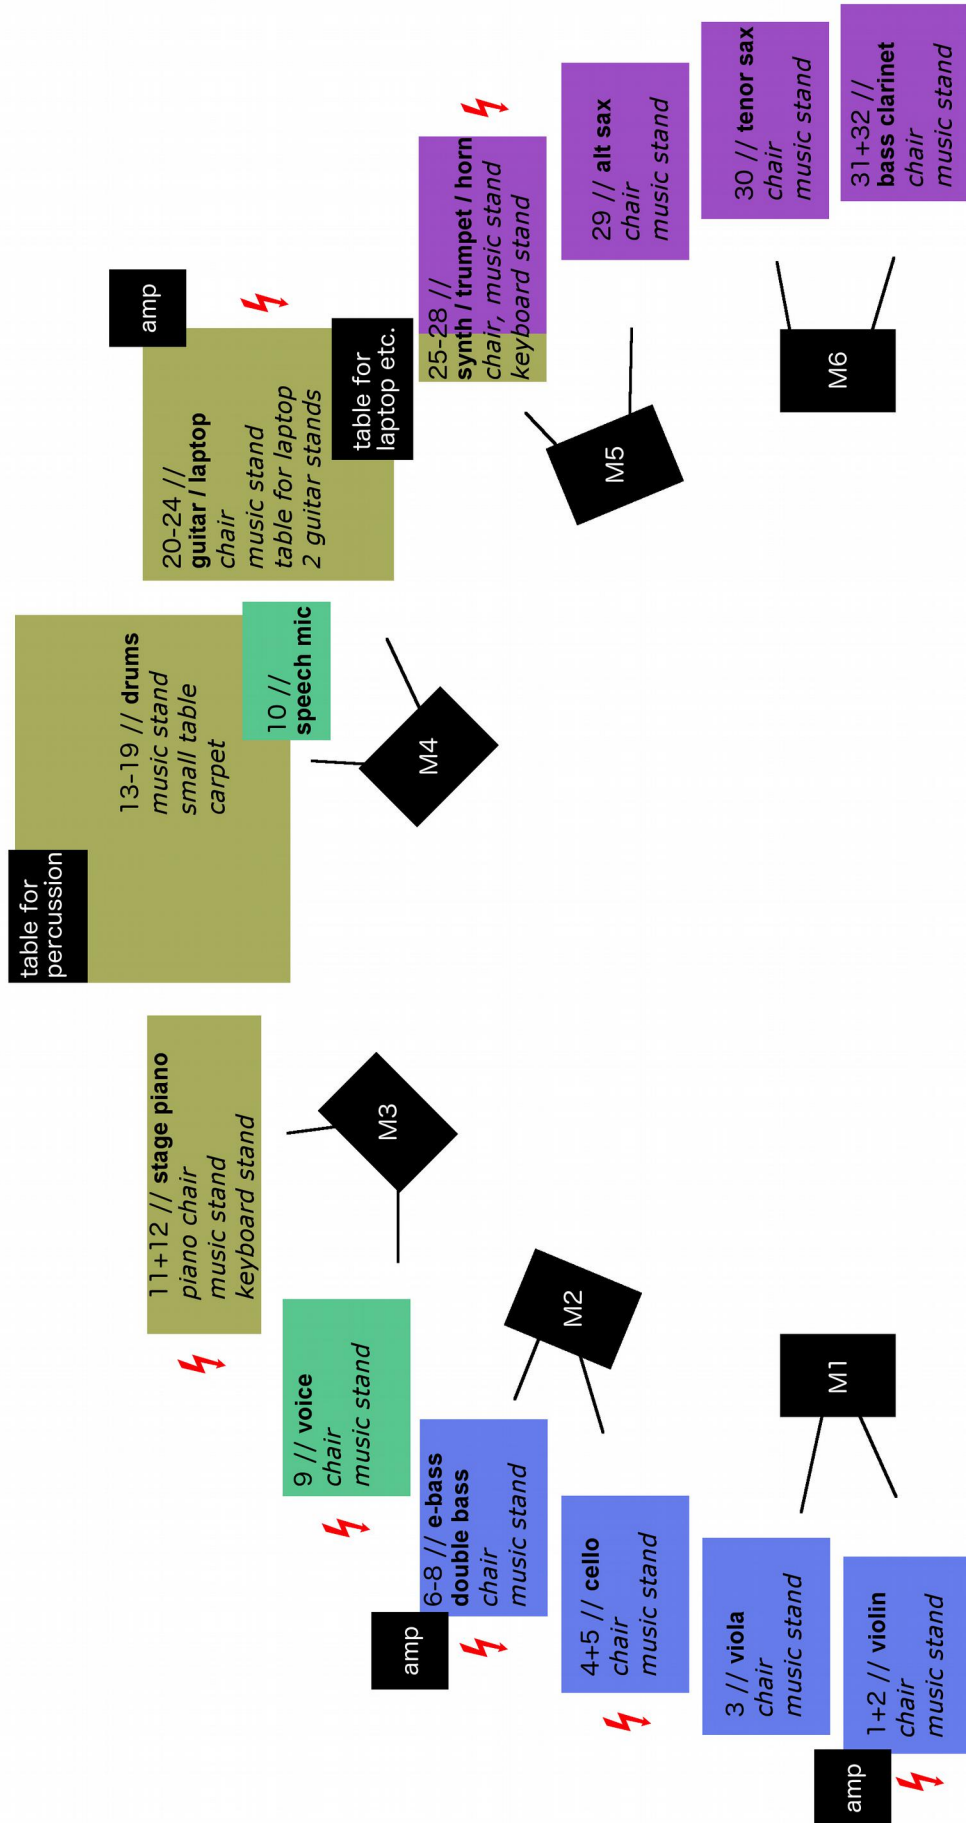 1+2 // violin
chair
music stand
amp
3 // viola
chair
music stand
4+5 // cello
chair
music stand
6-8 // e-bass
double bass
chair
music stand
amp
9 // voice
chair
music stand
11+12 // stage piano
piano chair
music stand
keyboard stand
table for
percussion
13-19 // drums
music stand
small table
carpet
10 //
speech mic
20-24 //
guitar / laptop
chair
music stand
table for laptop
2 guitar stands
amp
table for
laptop etc.
25-28 //
synth / trumpet / horn
chair, music stand
keyboard stand
29 // alt sax
chair
music stand
30 // tenor sax
chair
music stand
31+32 //
bass clarinet
chair
music stand
M1
M2
M3
M4
M5
M6